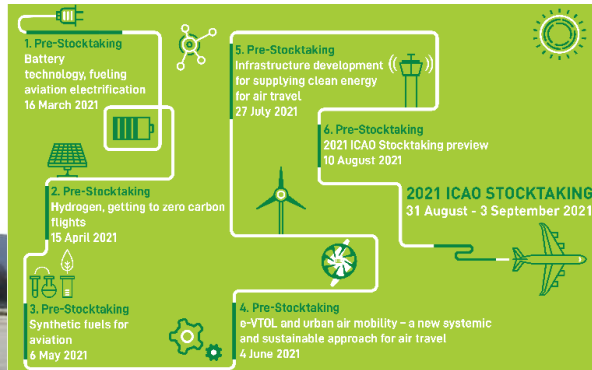 1. Pre-Stocktaking
Battery
technology, fueling
aviation electrification
16 March 2021
2. Pre-Stocktaking
Hydrogen, getting to zero carbon
flights
15 April 2021
3. Pre-Stocktaking
Synthetic fuels for
aviation
6 May 2021
4. Pre-Stocktaking
e-VTOL and urban air mobility – a new systemic
and sustainable approach for air travel
4 June 2021
5. Pre-Stocktaking
Infrastructure development
for supplying clean energy
for air travel
27 July 2021
6. Pre-Stocktaking
2021 ICAO Stocktaking preview
10 August 2021
2021 ICAO STOCKTAKING
31 August - 3 September 2021